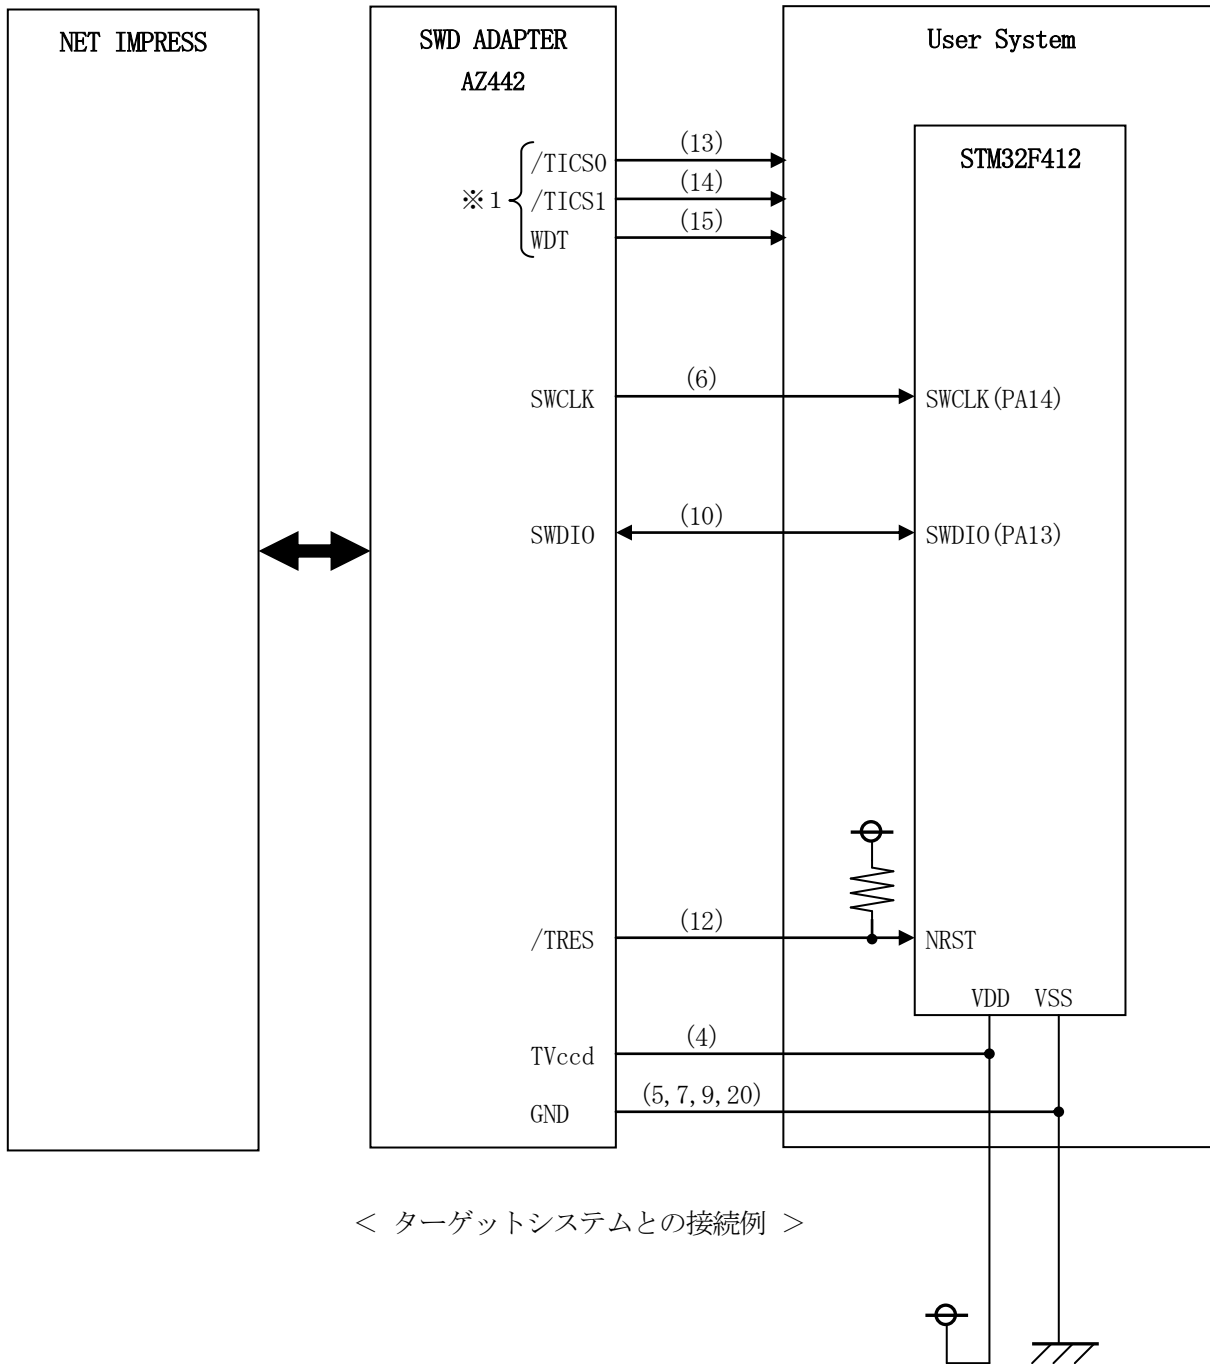 NET IMPRESS
SWD ADAPTER
AZ442
User System
STM32F412
※1
/TICS0
(13)
/TICS1
(14)
WDT
(15)
SWCLK
(6)
SWCLK(PA14)
SWDIO
(10)
SWDIO(PA13)
/TRES
(12)
NRST
VDD
VSS
TVccd
(4)
GND
(5,7,9,20)
＜ ターゲットシステムとの接続例 ＞